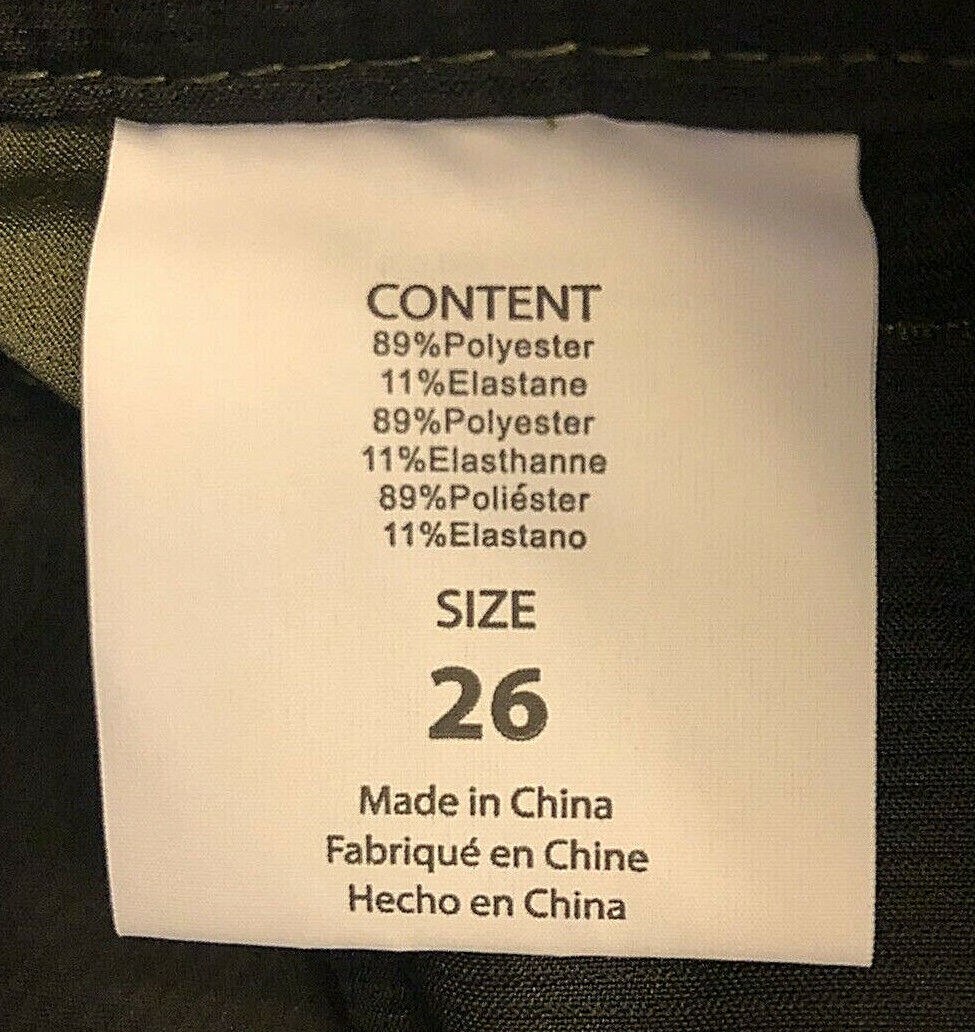 CONTENT
89%Polyester
11%Elastane
89%Polyester
11%Elasthanne
89%Poliéster
11%Elastano
SIZE
26
Made in China
Fabriqué en Chine
Hecho en China